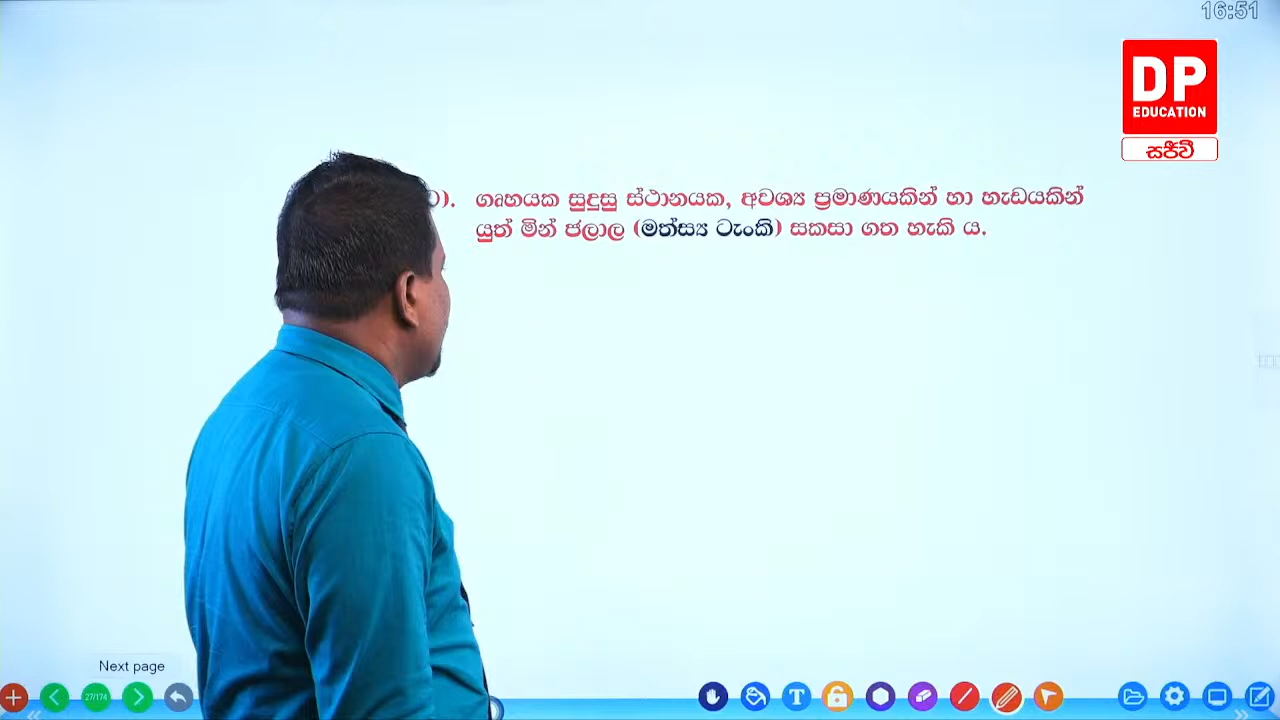 16:51
DP
EDUCATION
සජීවී
). ගෘහයක සුදුසු ස්ථානයක, අවශ්‍ය ප්‍රමාණයකින් හා හැඩයකින්
යුත් මින් ජලාල (මත්ස්‍ය ටැංකි) සකසා ගත හැකි ය.
Next page
27/174
T